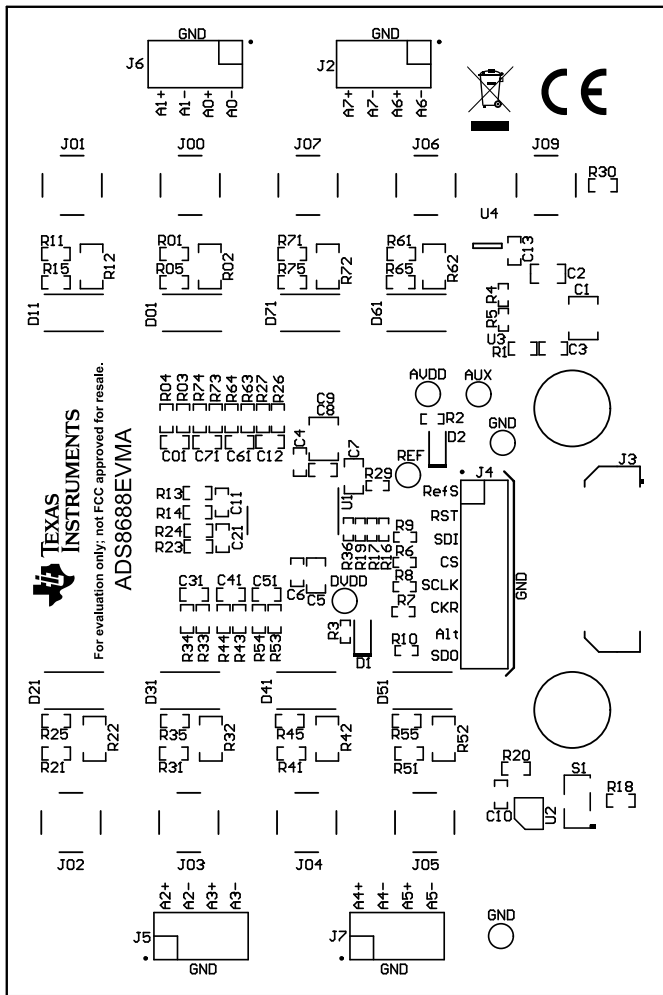 GND
GND
J6
J2
A1+
A1-
A0+
A0-
A7+
A7-
A6+
A6-
CE
J01
J00
J07
J06
J09
R30
U4
R11
R15
R12
R01
R05
R02
R71
R75
R72
R61
R65
R62
C13
C2
R4
C1
R5
U3
R1
C3
D11
D01
D71
D61
R04
R03
R74
R73
R64
R63
R27
R26
C9
C8
AVDD
AUX
R2
D2
GND
C01
C71
C61
C12
C4
C7
REF
R29
J4
J3
TEXAS
INSTRUMENTS
For evaluation only; not FCC approved for resale.
ADS8688EVMA
R13
R14
R24
R23
C11
C21
U1
R36
R19
R17
R16
RefS
RST
SDI
CS
SCLK
CKR
Alt
SDO
GND
R9
R6
R8
R7
R10
C6
C5
DVDD
R3
D1
C31
C41
C51
R34
R33
R44
R43
R54
R53
D21
D31
D41
D51
R25
R21
R22
R35
R31
R32
R45
R41
R42
R55
R51
R52
R20
S1
C10
U2
R18
J02
J03
J04
J05
A2+
A2-
A3+
A3-
A4+
A4-
A5+
A5-
J5
J7
GND
GND
GND